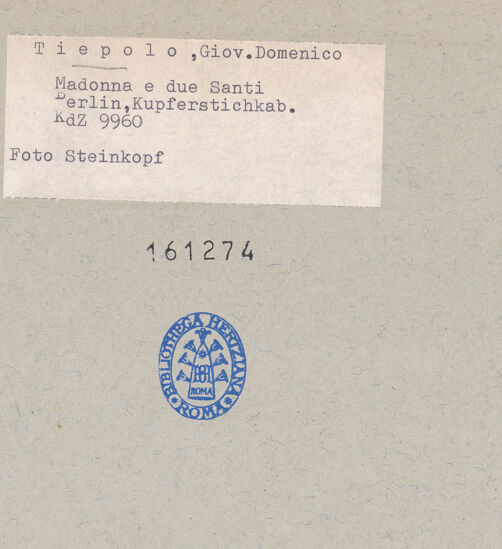 T i e p o l o ,Giov.Domenico
Madonna e due Santi
Berlin,Kupferstichkab.
KdZ 9960
Foto Steinkopf
161274
BIBLIOTHECA HERTZIANA
ROMA
ROMA